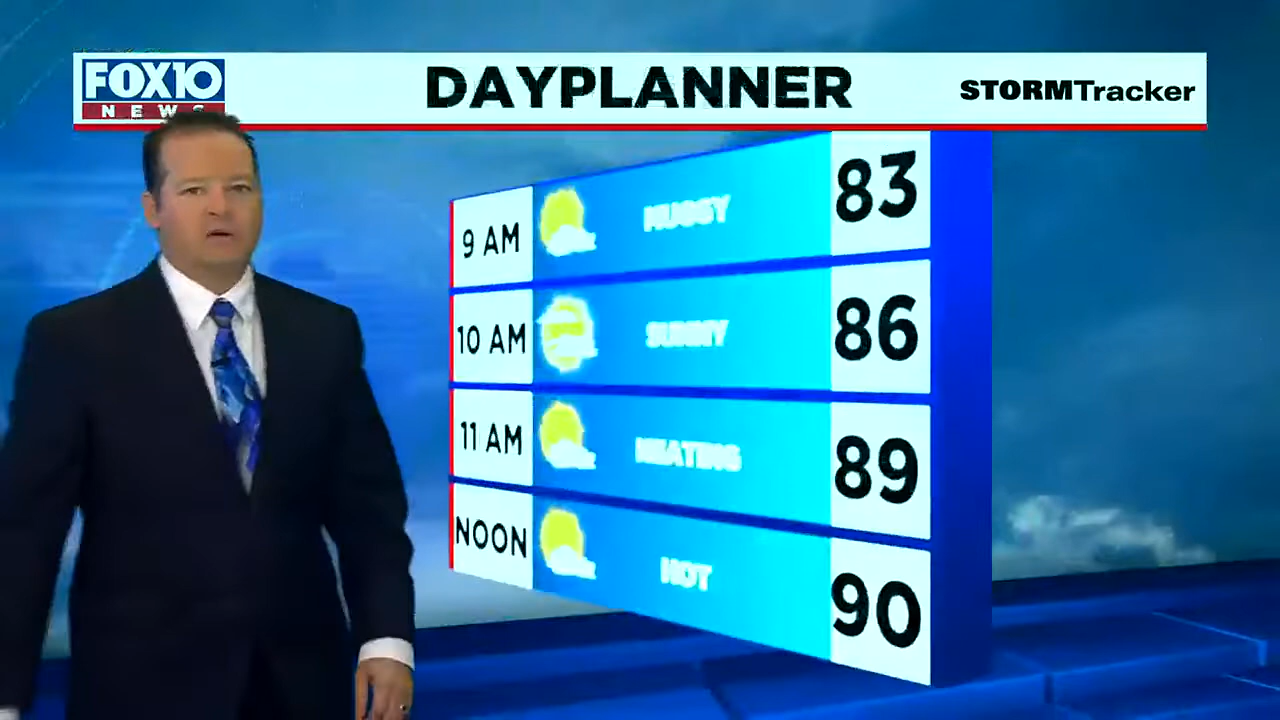 FOX10
NEWS
DAYPLANNER
STORMTracker
9 AM MUGGY 83
10 AM SUNNY 86
11 AM HEATING 89
NOON HOT 90